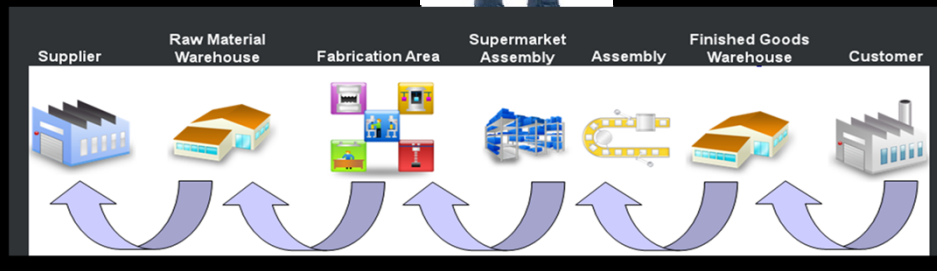 Supplier
Raw Material
Warehouse
Fabrication Area
Supermarket
Assembly
Assembly
Finished Goods
Warehouse
Customer